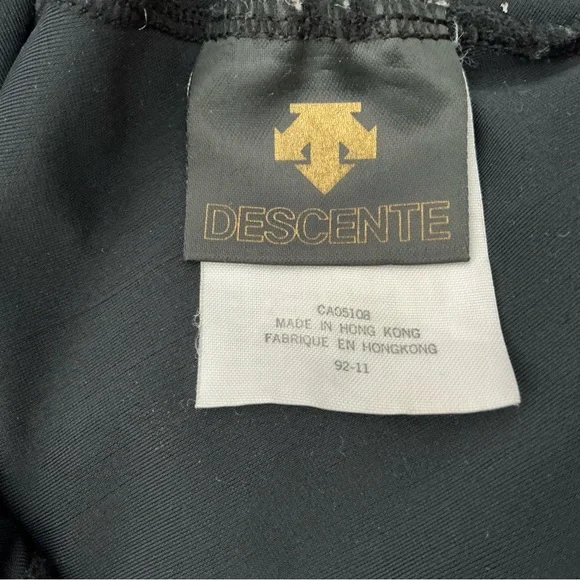 DESCENTE
CA05108
MADE IN HONG KONG
FABRIQUE EN HONGKONG
92-11